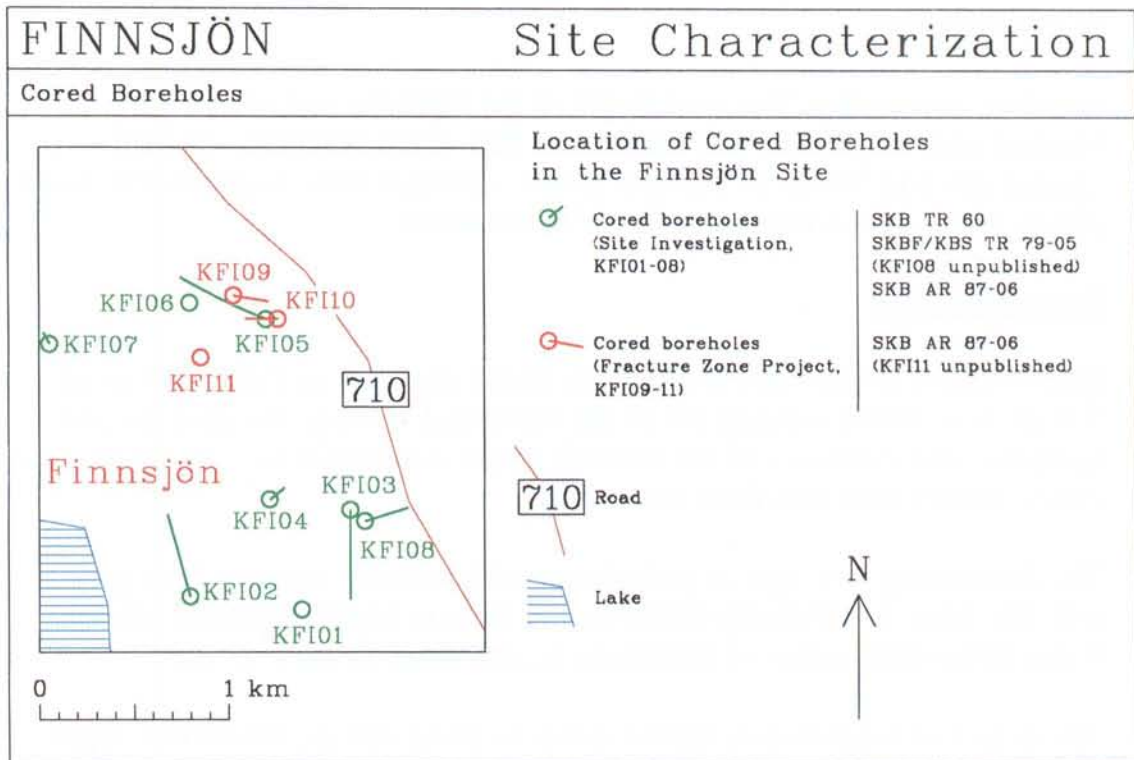 FINNSJÖN
Site Characterization
Cored Boreholes
KFI09
KFI10
KFI06
KFI07
KFI05
KFI11
710
Finnsjön
KFI03
KFI04
KFI08
KFI02
KFI01
0
1 km
Location of Cored Boreholes
in the Finnsjön Site
Cored boreholes
(Site Investigation,
KFI01-08)
SKB TR 60
SKBF/KBS TR 79-05
(KFI08 unpublished)
SKB AR 87-06
Cored boreholes
(Fracture Zone Project,
KFI09-11)
SKB AR 87-06
(KFI11 unpublished)
710
Road
Lake
N